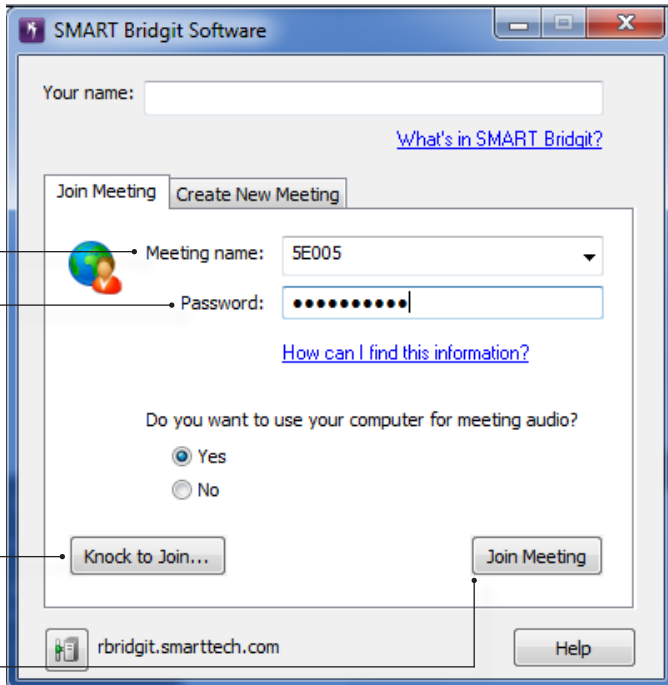 SMART Bridgit Software
Your name:
What's in SMART Bridgit?
Join Meeting Create New Meeting
Meeting name: 5E005
Password: ●●●●●●●●●●
How can I find this information?
Do you want to use your computer for meeting audio?
Yes
No
Knock to Join... Join Meeting
rbridgit.smarttech.com Help